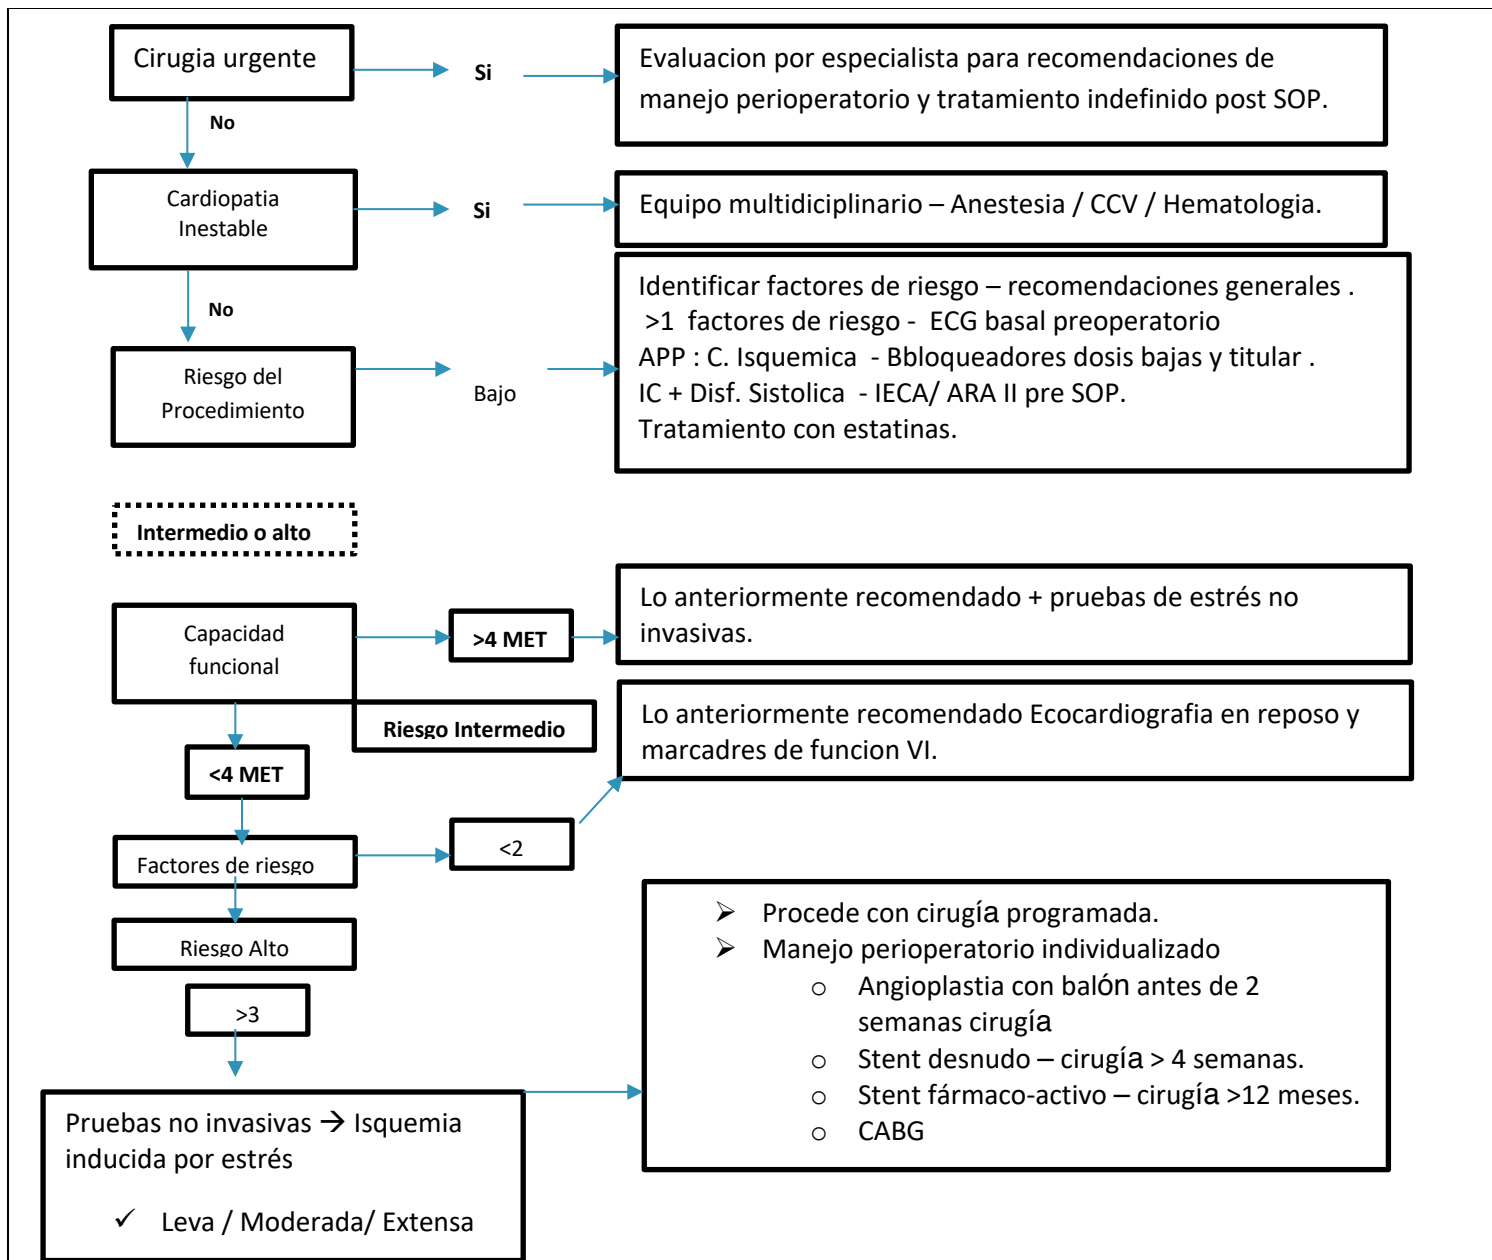 Cirugia urgente
Si
Evaluacion por especialista para recomendaciones de
manejo perioperatorio y tratamiento indefinido post SOP.
No
Cardiopatia
Inestable
Si
Equipo multidiciplinario – Anestesia / CCV / Hematologia.
No
Riesgo del
Procedimiento
Bajo
Identificar factores de riesgo – recomendaciones generales .
>1 factores de riesgo - ECG basal preoperatorio
APP : C. Isquemica - Bbloqueadores dosis bajas y titular .
IC + Disf. Sistolica - IECA/ ARA II pre SOP.
Tratamiento con estatinas.
Intermedio o alto
Capacidad
funcional
>4 MET
Lo anteriormente recomendado + pruebas de estrés no
invasivas.
Riesgo Intermedio
Lo anteriormente recomendado Ecocardiografia en reposo y
marcadres de funcion VI.
<4 MET
Factores de riesgo
<2
Riesgo Alto
>3
Pruebas no invasivas → Isquemia
inducida por estrés
✓ Leva / Moderada/ Extensa
➢ Procede con cirugía programada.
➢ Manejo perioperatorio individualizado
o Angioplastia con balón antes de 2
semanas cirugía
o Stent desnudo – cirugía > 4 semanas.
o Stent fármaco-activo – cirugía >12 meses.
o CABG